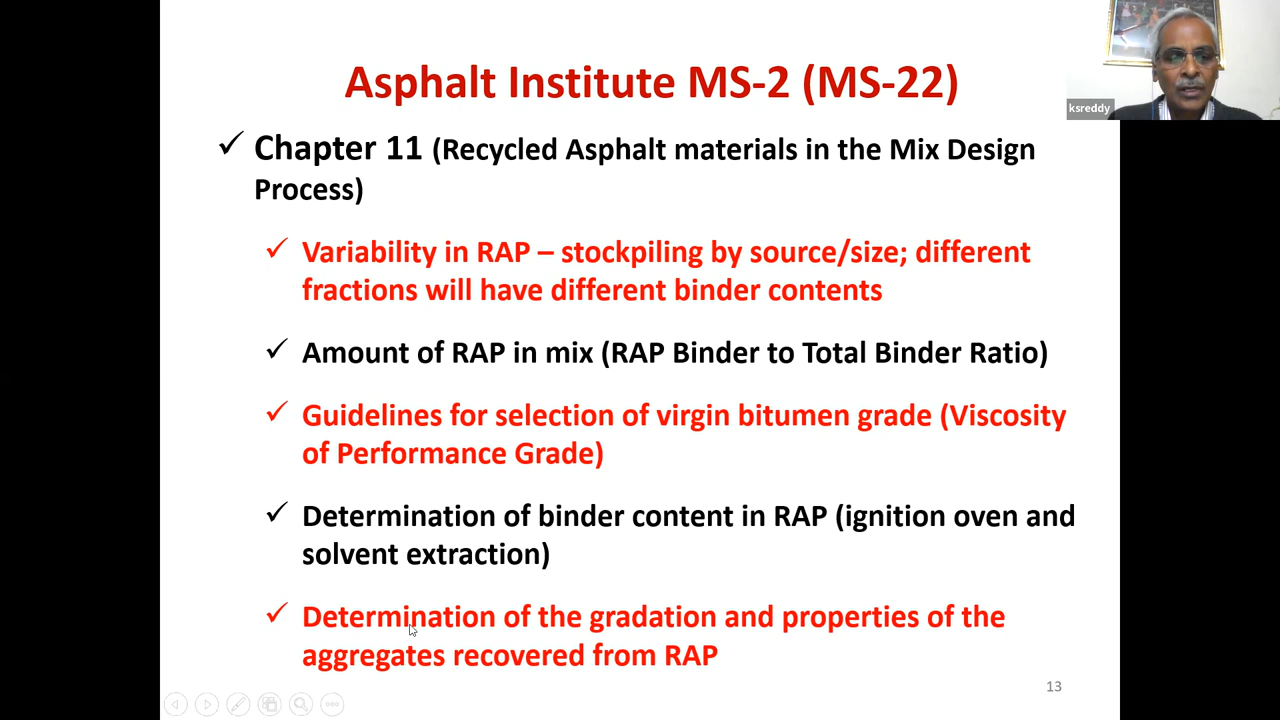 Asphalt Institute MS-2 (MS-22)
ksreddy
✓ Chapter 11 (Recycled Asphalt materials in the Mix Design
Process)
✓ Variability in RAP – stockpiling by source/size; different
fractions will have different binder contents
✓ Amount of RAP in mix (RAP Binder to Total Binder Ratio)
✓ Guidelines for selection of virgin bitumen grade (Viscosity
of Performance Grade)
✓ Determination of binder content in RAP (ignition oven and
solvent extraction)
✓ Determination of the gradation and properties of the
aggregates recovered from RAP
13